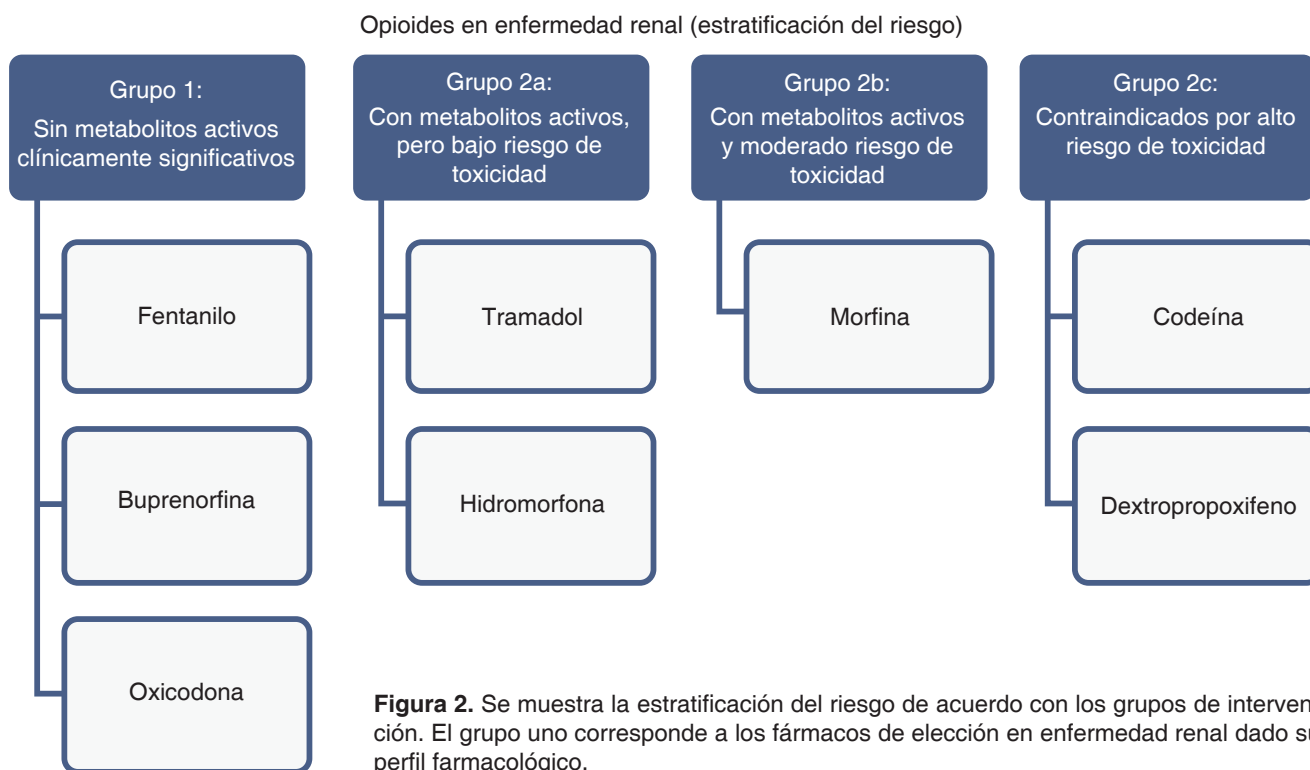 Opioides en enfermedad renal (estratificación del riesgo)
Grupo 1:
Sin metabolitos activos
clínicamente significativos
Fentanilo
Buprenorfina
Oxicodona
Grupo 2a:
Con metabolitos activos,
pero bajo riesgo de
toxicidad
Tramadol
Hidromorfona
Grupo 2b:
Con metabolitos activos
y moderado riesgo de
toxicidad
Morfina
Grupo 2c:
Contraindicados por alto
riesgo de toxicidad
Codeína
Dextropropoxifeno
Figura 2. Se muestra la estratificación del riesgo de acuerdo con los grupos de interven-
ción. El grupo uno corresponde a los fármacos de elección en enfermedad renal dado su
perfil farmacológico.